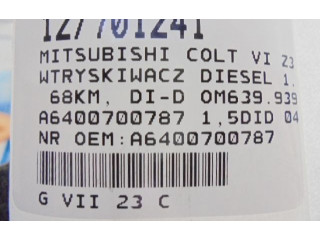 127701241
MITSUBISHI COLT VI Z3
WTRYSKIWACZ DIESEL 1.
68KM, DI-D OM639.939
A6400700787 1,5DID 04
NR OEM:A6400700787
G VII 23 C